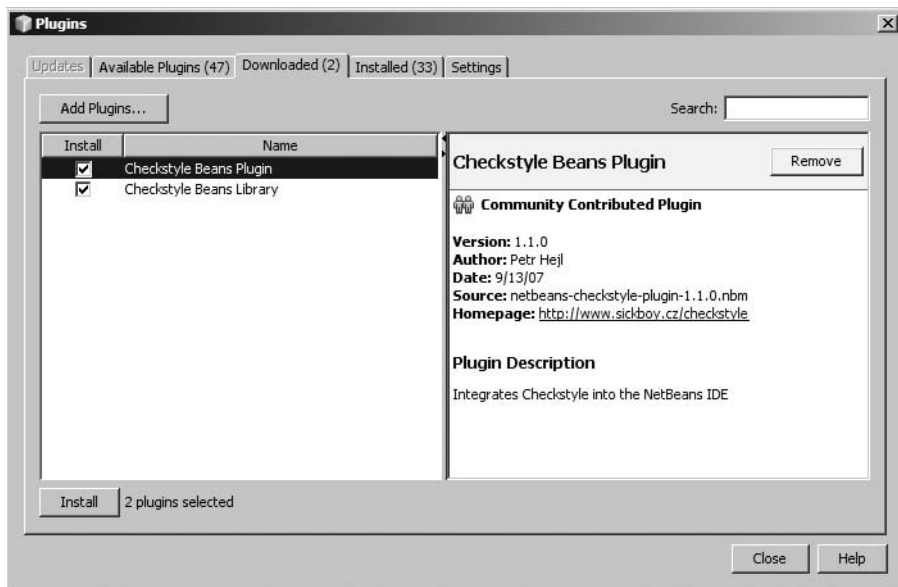 Plugins
Updates Available Plugins (47) Downloaded (2) Installed (33) Settings
Add Plugins... Search:
Install Name
Checkstyle Beans Plugin
Checkstyle Beans Library
Checkstyle Beans Plugin Remove
Community Contributed Plugin
Version: 1.1.0
Author: Petr Hejl
Date: 9/13/07
Source: netbeans-checkstyle-plugin-1.1.0.nbm
Homepage: http://www.sickboy.cz/checkstyle
Plugin Description
Integrates Checkstyle into the NetBeans IDE
Install 2 plugins selected
Close Help